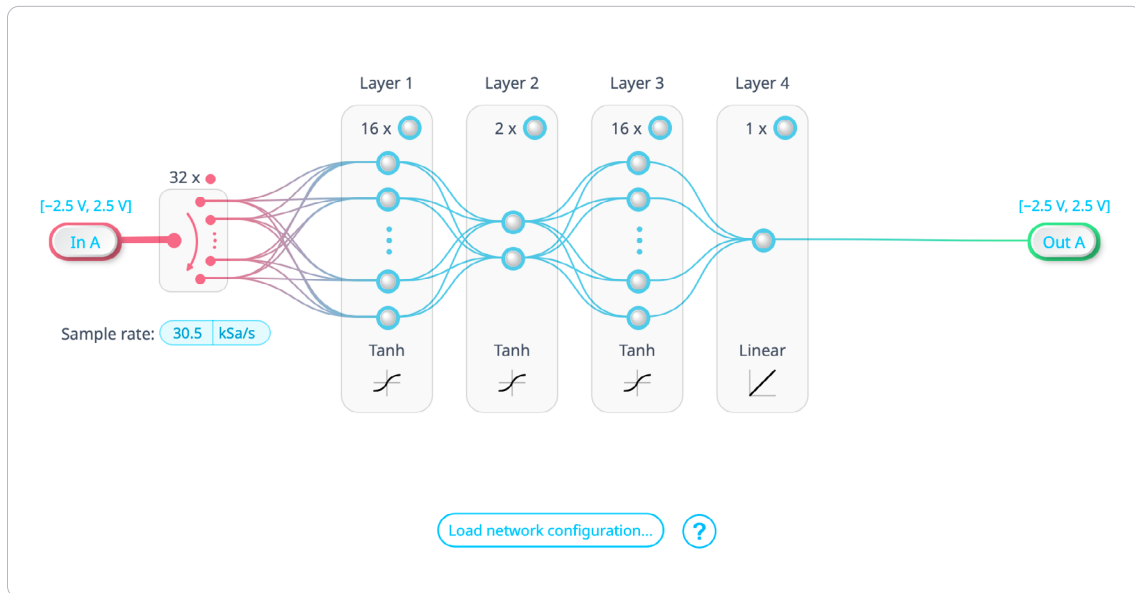 Layer 1 Layer 2 Layer 3 Layer 4
16 x 2 x 16 x 1 x
32 x
[−2.5 V, 2.5 V] [−2.5 V, 2.5 V]
In A Out A
Sample rate: 30.5 kSa/s
Tanh Tanh Tanh Linear
Load network configuration... ?